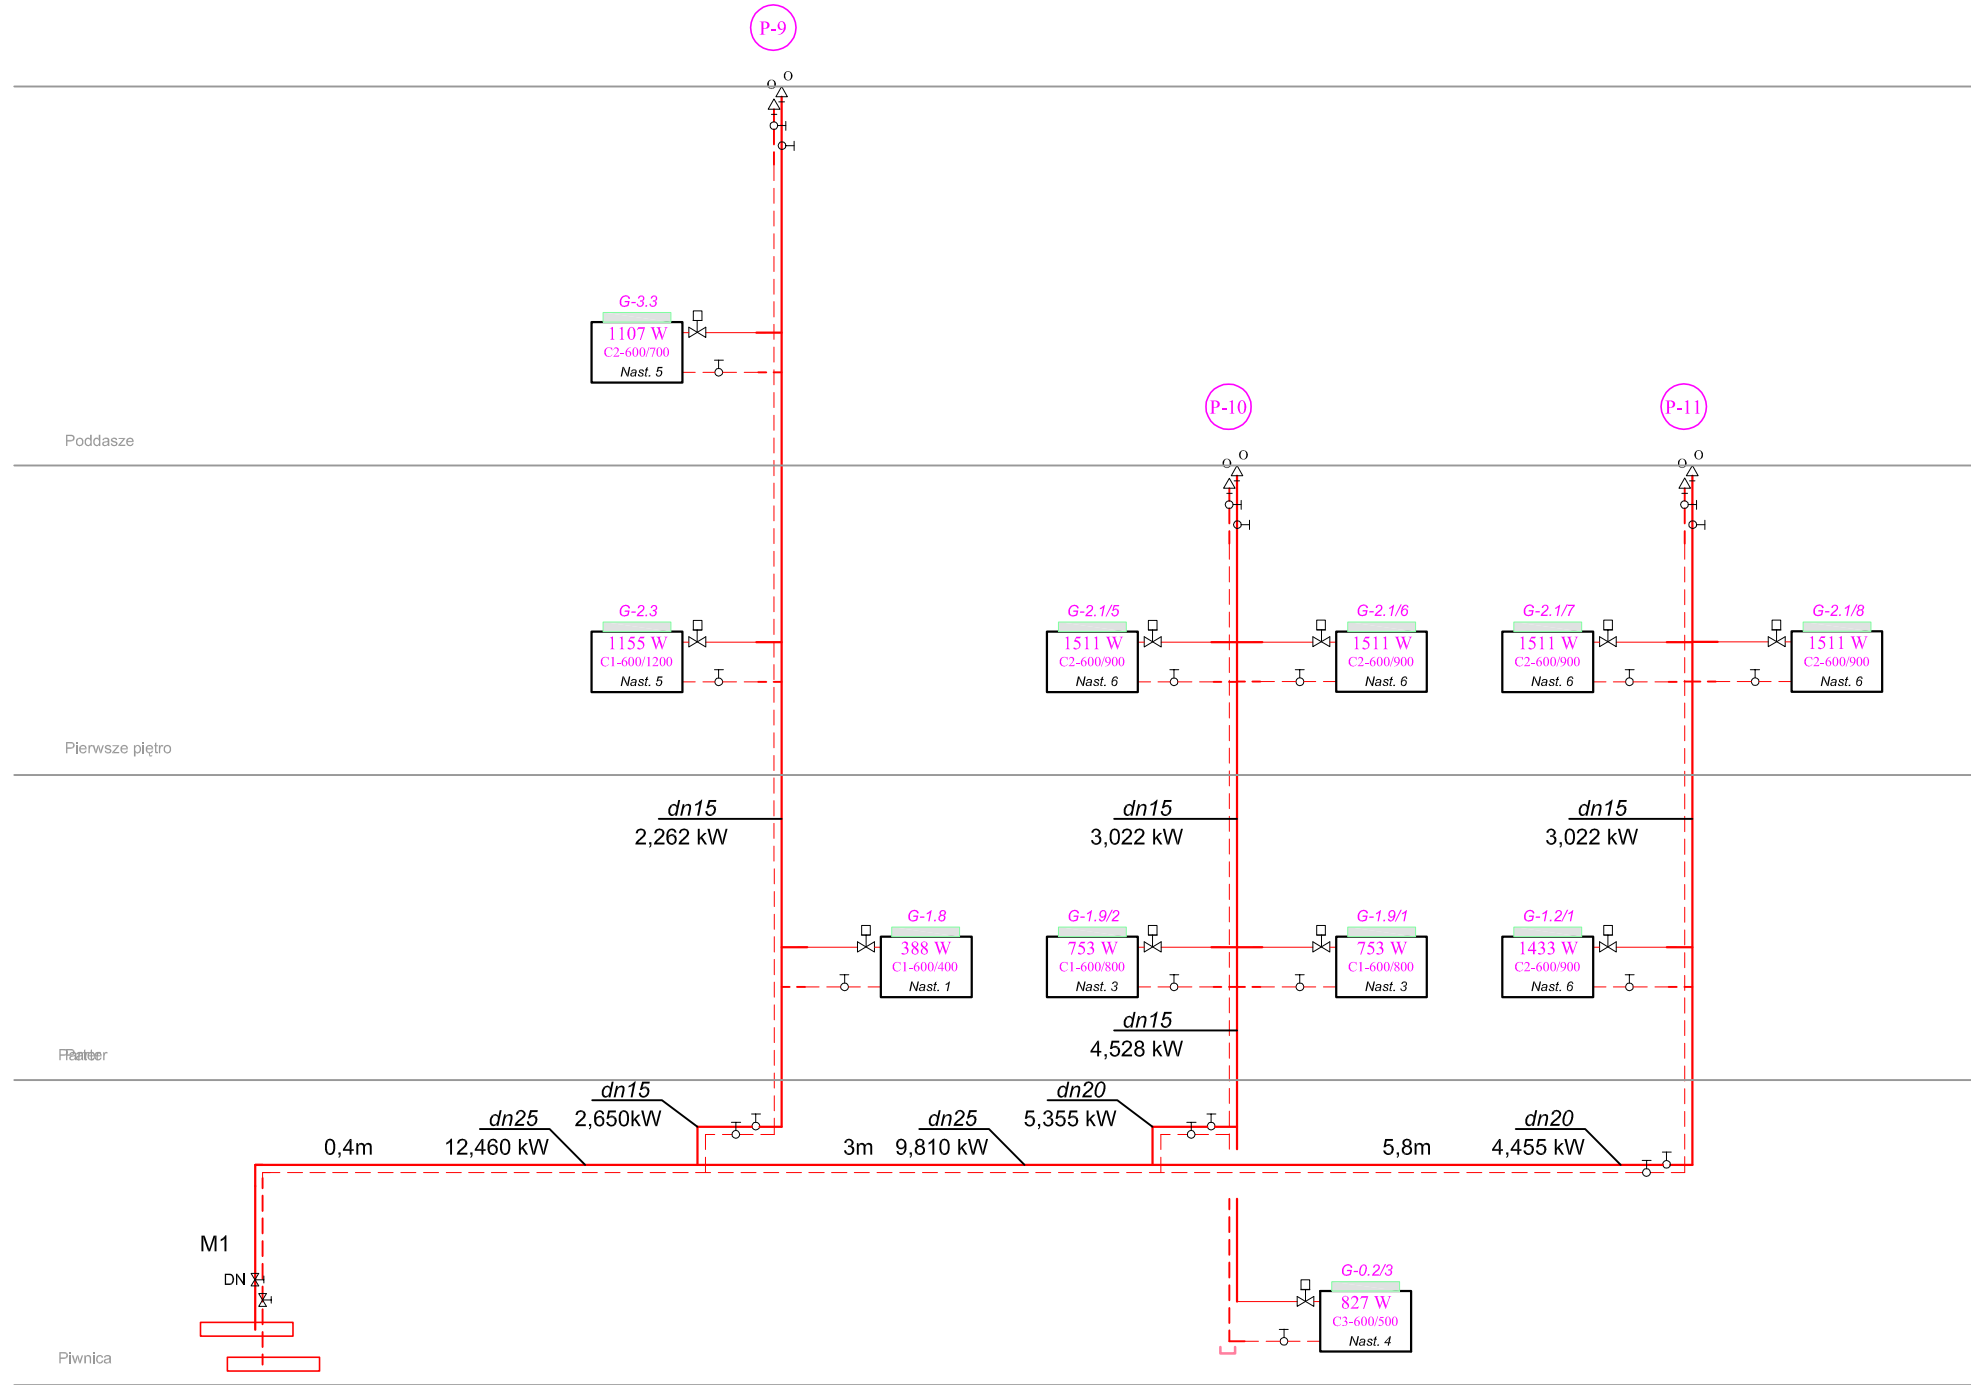 P-9
O
O
G-3.3
1107 W
C2-600/700
Nast. 5
P-10
P-11
Poddasze
O
O
O
O
G-2.3
1155 W
C1-600/1200
Nast. 5
G-2.1/5
1511 W
C2-600/900
Nast. 6
G-2.1/6
1511 W
C2-600/900
Nast. 6
G-2.1/7
1511 W
C2-600/900
Nast. 6
G-2.1/8
1511 W
C2-600/900
Nast. 6
Pierwsze piętro
dn15
2,262 kW
dn15
3,022 kW
dn15
3,022 kW
G-1.8
388 W
C1-600/400
Nast. 1
G-1.9/2
753 W
C1-600/800
Nast. 3
G-1.9/1
753 W
C1-600/800
Nast. 3
G-1.2/1
1433 W
C2-600/900
Nast. 6
dn15
4,528 kW
dn15
2,650kW
dn20
5,355 kW
0,4m
dn25
12,460 kW
3m
dn25
9,810 kW
5,8m
dn20
4,455 kW
M1
DN
G-0.2/3
827 W
C3-600/500
Nast. 4
Piwnica